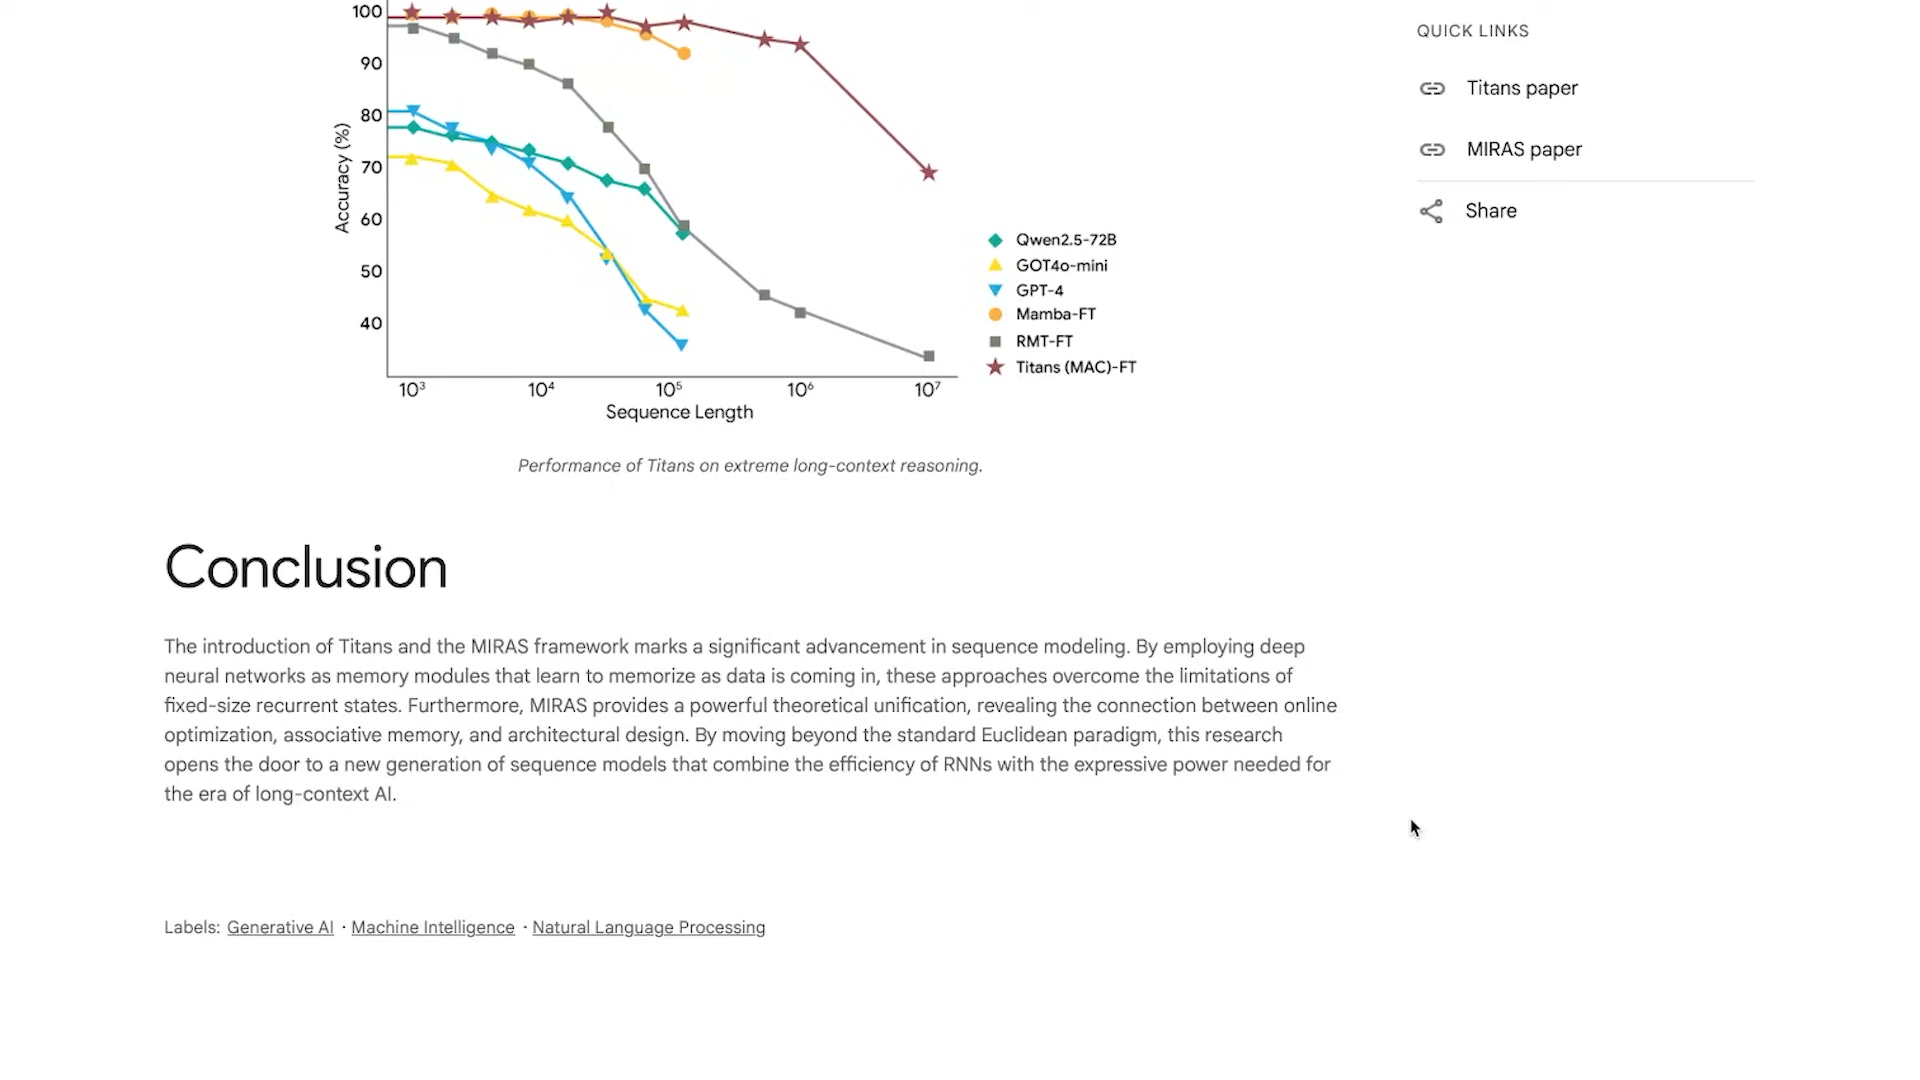 100
90
80
70
60
50
40
Accuracy (%)
10³
10⁴
10⁵
10⁶
10⁷
Sequence Length
Qwen2.5-72B
GOT4o-mini
GPT-4
Mamba-FT
RMT-FT
Titans (MAC)-FT
Performance of Titans on extreme long-context reasoning.
QUICK LINKS
Titans paper
MIRAS paper
Share
Conclusion
The introduction of Titans and the MIRAS framework marks a significant advancement in sequence modeling. By employing deep
neural networks as memory modules that learn to memorize as data is coming in, these approaches overcome the limitations of
fixed-size recurrent states. Furthermore, MIRAS provides a powerful theoretical unification, revealing the connection between online
optimization, associative memory, and architectural design. By moving beyond the standard Euclidean paradigm, this research
opens the door to a new generation of sequence models that combine the efficiency of RNNs with the expressive power needed for
the era of long-context AI.
Labels: Generative AI · Machine Intelligence · Natural Language Processing